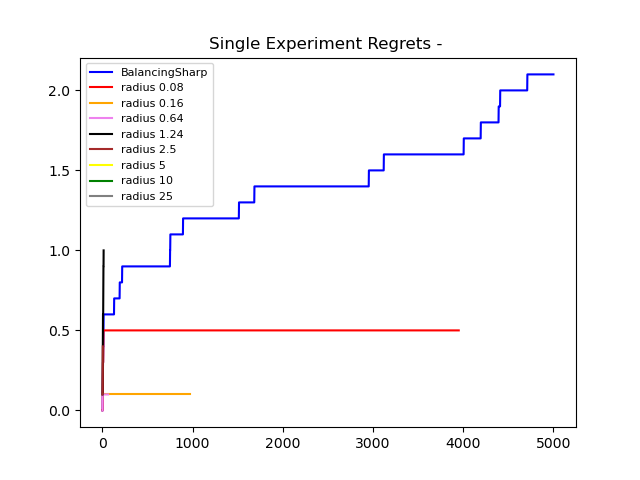 Single Experiment Regrets -
BalancingSharp
radius 0.08
radius 0.16
radius 0.64
radius 1.24
radius 2.5
radius 5
radius 10
radius 25
2.0
1.5
1.0
0.5
0.0
0 1000 2000 3000 4000 5000